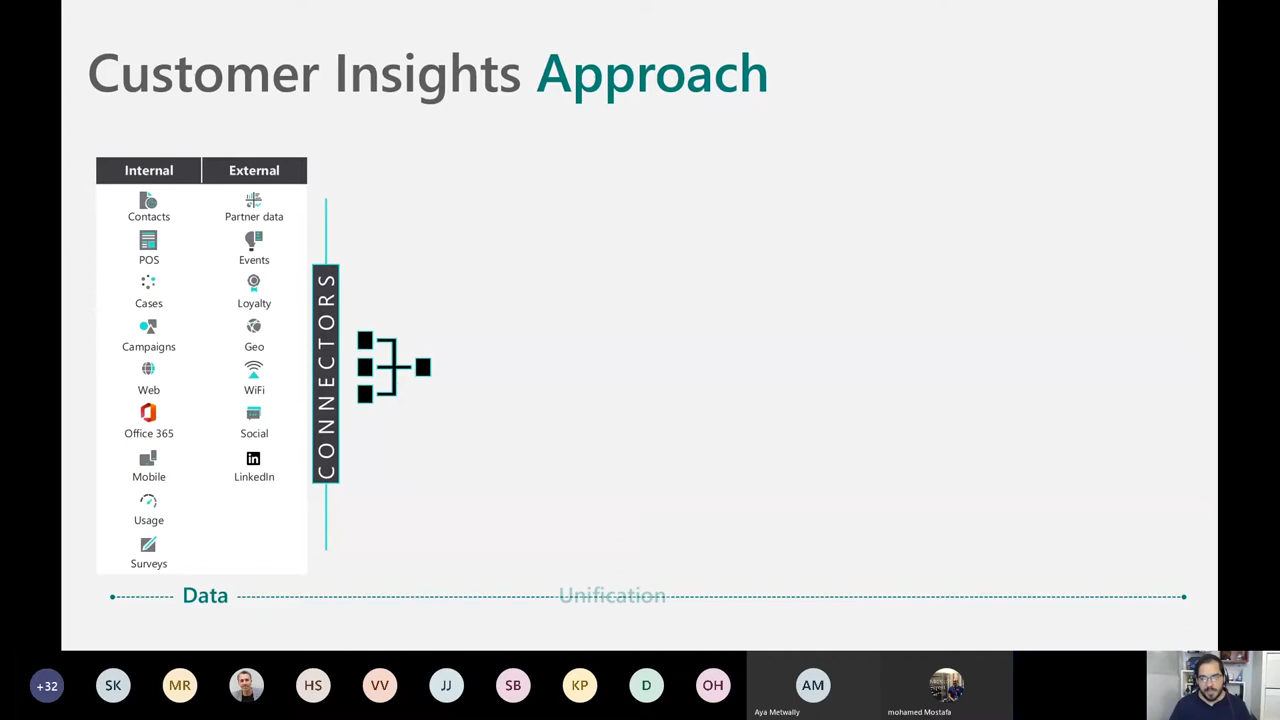 Customer Insights Approach
Internal External
Contacts Partner data
POS Events
Cases Loyalty
Campaigns Geo
Web WiFi
Office 365 Social
in
Mobile LinkedIn
Usage
Surveys
CONNECTORS
Data Unification
+32 SK MR HS VV JJ SB KP D OH AM
Aya Metwally mohamed Mostafa